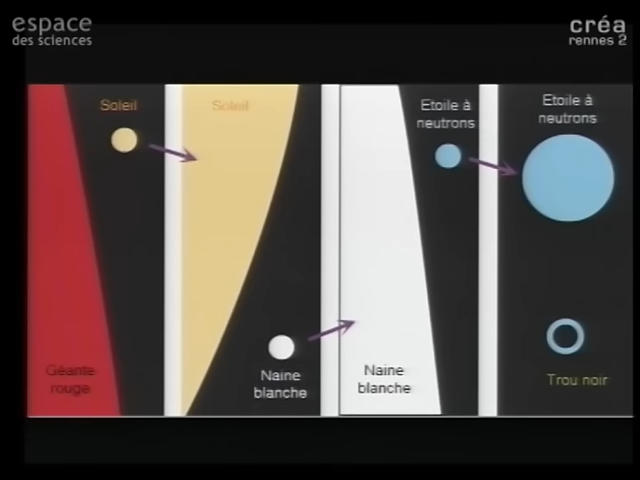 espace
des sciences
créa
rennes 2
Soleil
Soleil
Etoile à
neutrons
Etoile à
neutrons
Géante
rouge
Naine
blanche
Naine
blanche
Trou noir